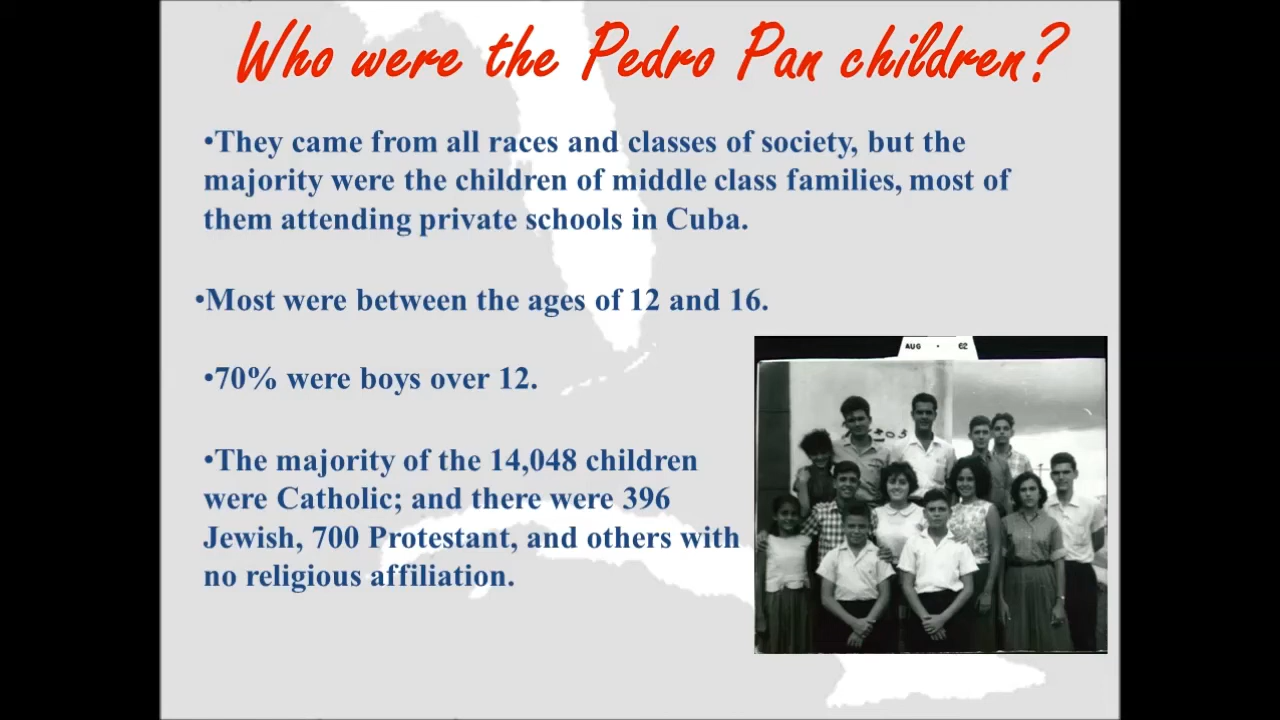 Who were the Pedro Pan children?
•They came from all races and classes of society, but the
majority were the children of middle class families, most of
them attending private schools in Cuba.
•Most were between the ages of 12 and 16.
•70% were boys over 12.
•The majority of the 14,048 children
were Catholic; and there were 396
Jewish, 700 Protestant, and others with
no religious affiliation.
AUG • 62